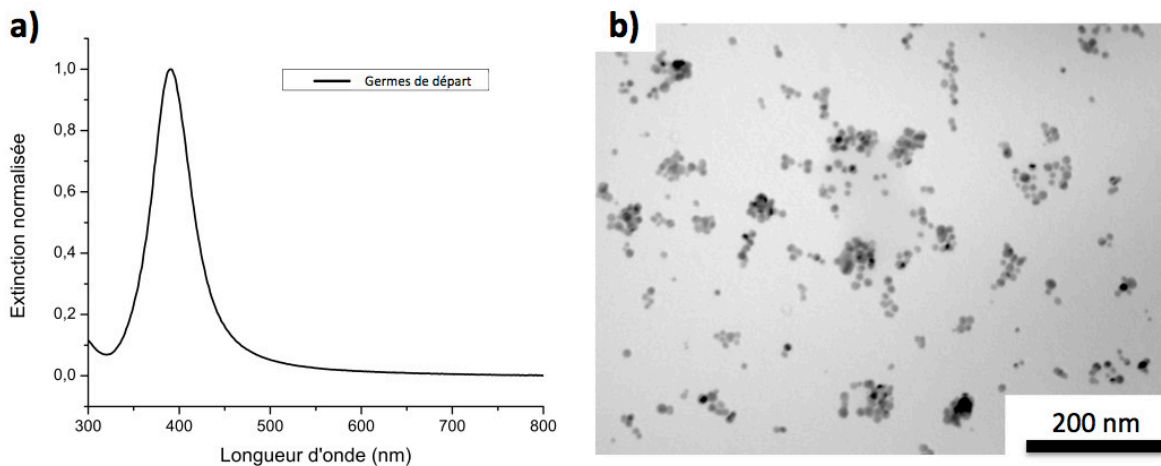 a)
Extinction normalisée
1,0
0,8
0,6
0,4
0,2
0,0
Germes de départ
300
400
500
600
700
800
Longueur d'onde (nm)
b)
200 nm